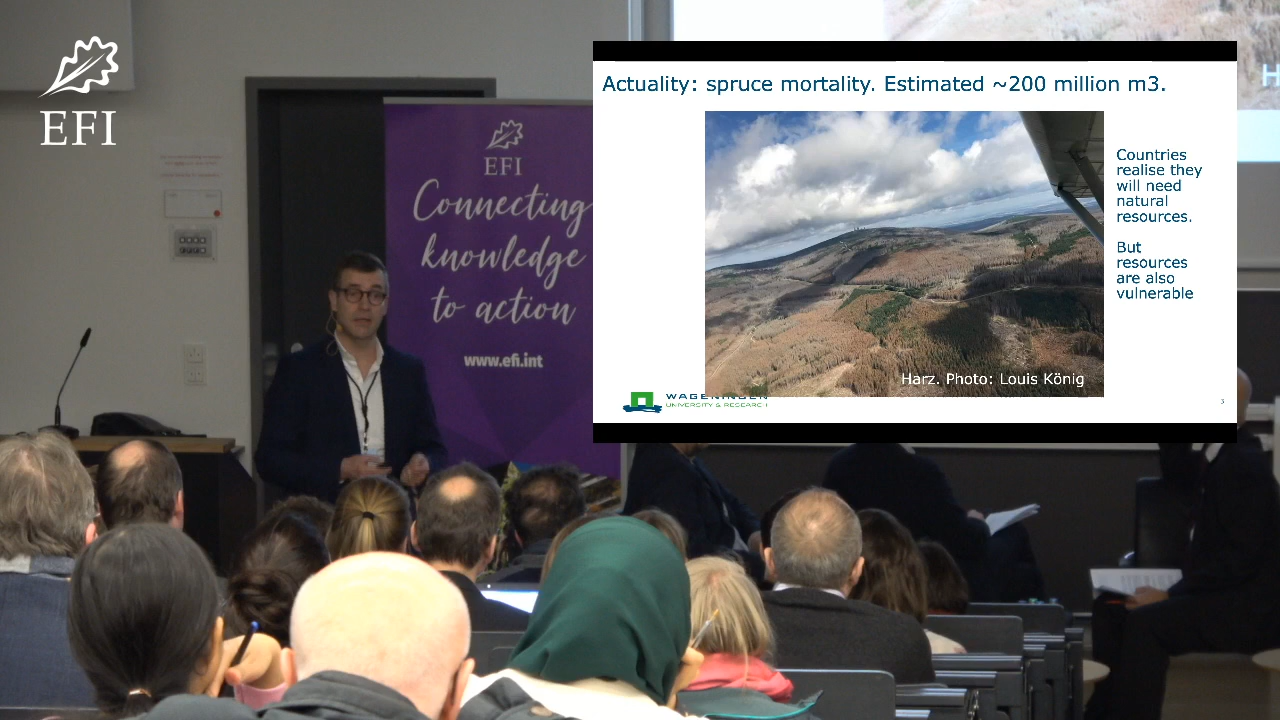 EFI
EFI
Connecting
knowledge
to action
www.efi.int
Actuality: spruce mortality. Estimated ~200 million m3.
Countries
realise they
will need
natural
resources.
But
resources
are also
vulnerable
Harz. Photo: Louis König
WAGENINGEN
UNIVERSITY & RESEARCH
3
H